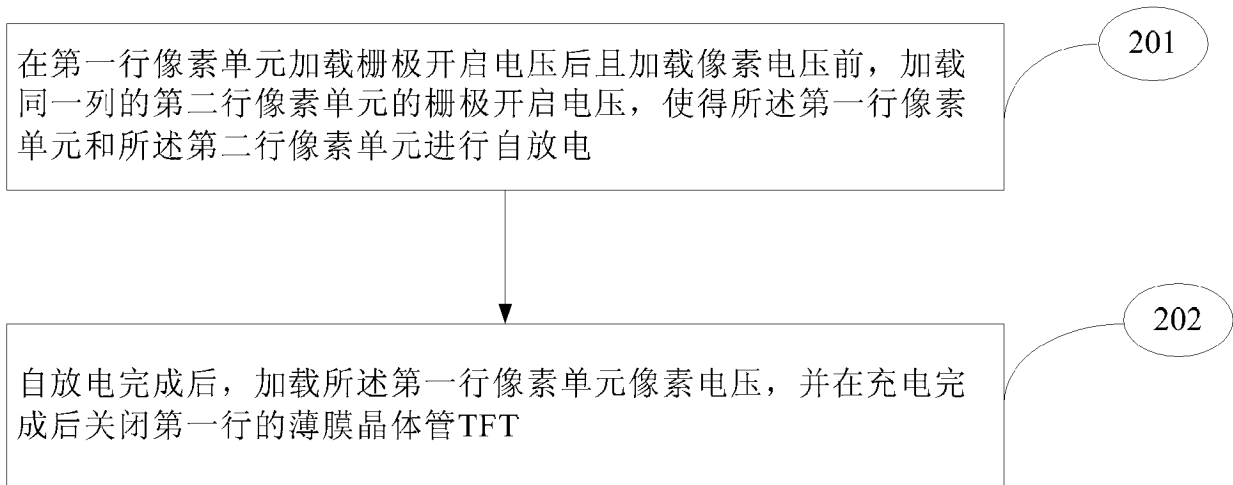 201
在第一行像素单元加载栅极开启电压后且加载像素电压前，加载
同一列的第二行像素单元的栅极开启电压，使得所述第一行像素
单元和所述第二行像素单元进行自放电
202
自放电完成后，加载所述第一行像素单元像素电压，并在充电完
成后关闭第一行的薄膜晶体管TFT